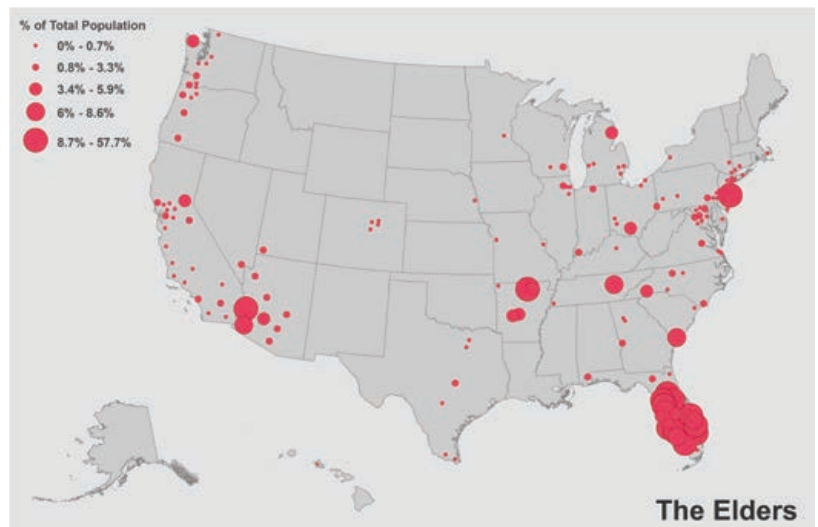 % of Total Population
0% - 0.7%
0.8% - 3.3%
3.4% - 5.9%
6% - 8.6%
8.7% - 57.7%
The Elders